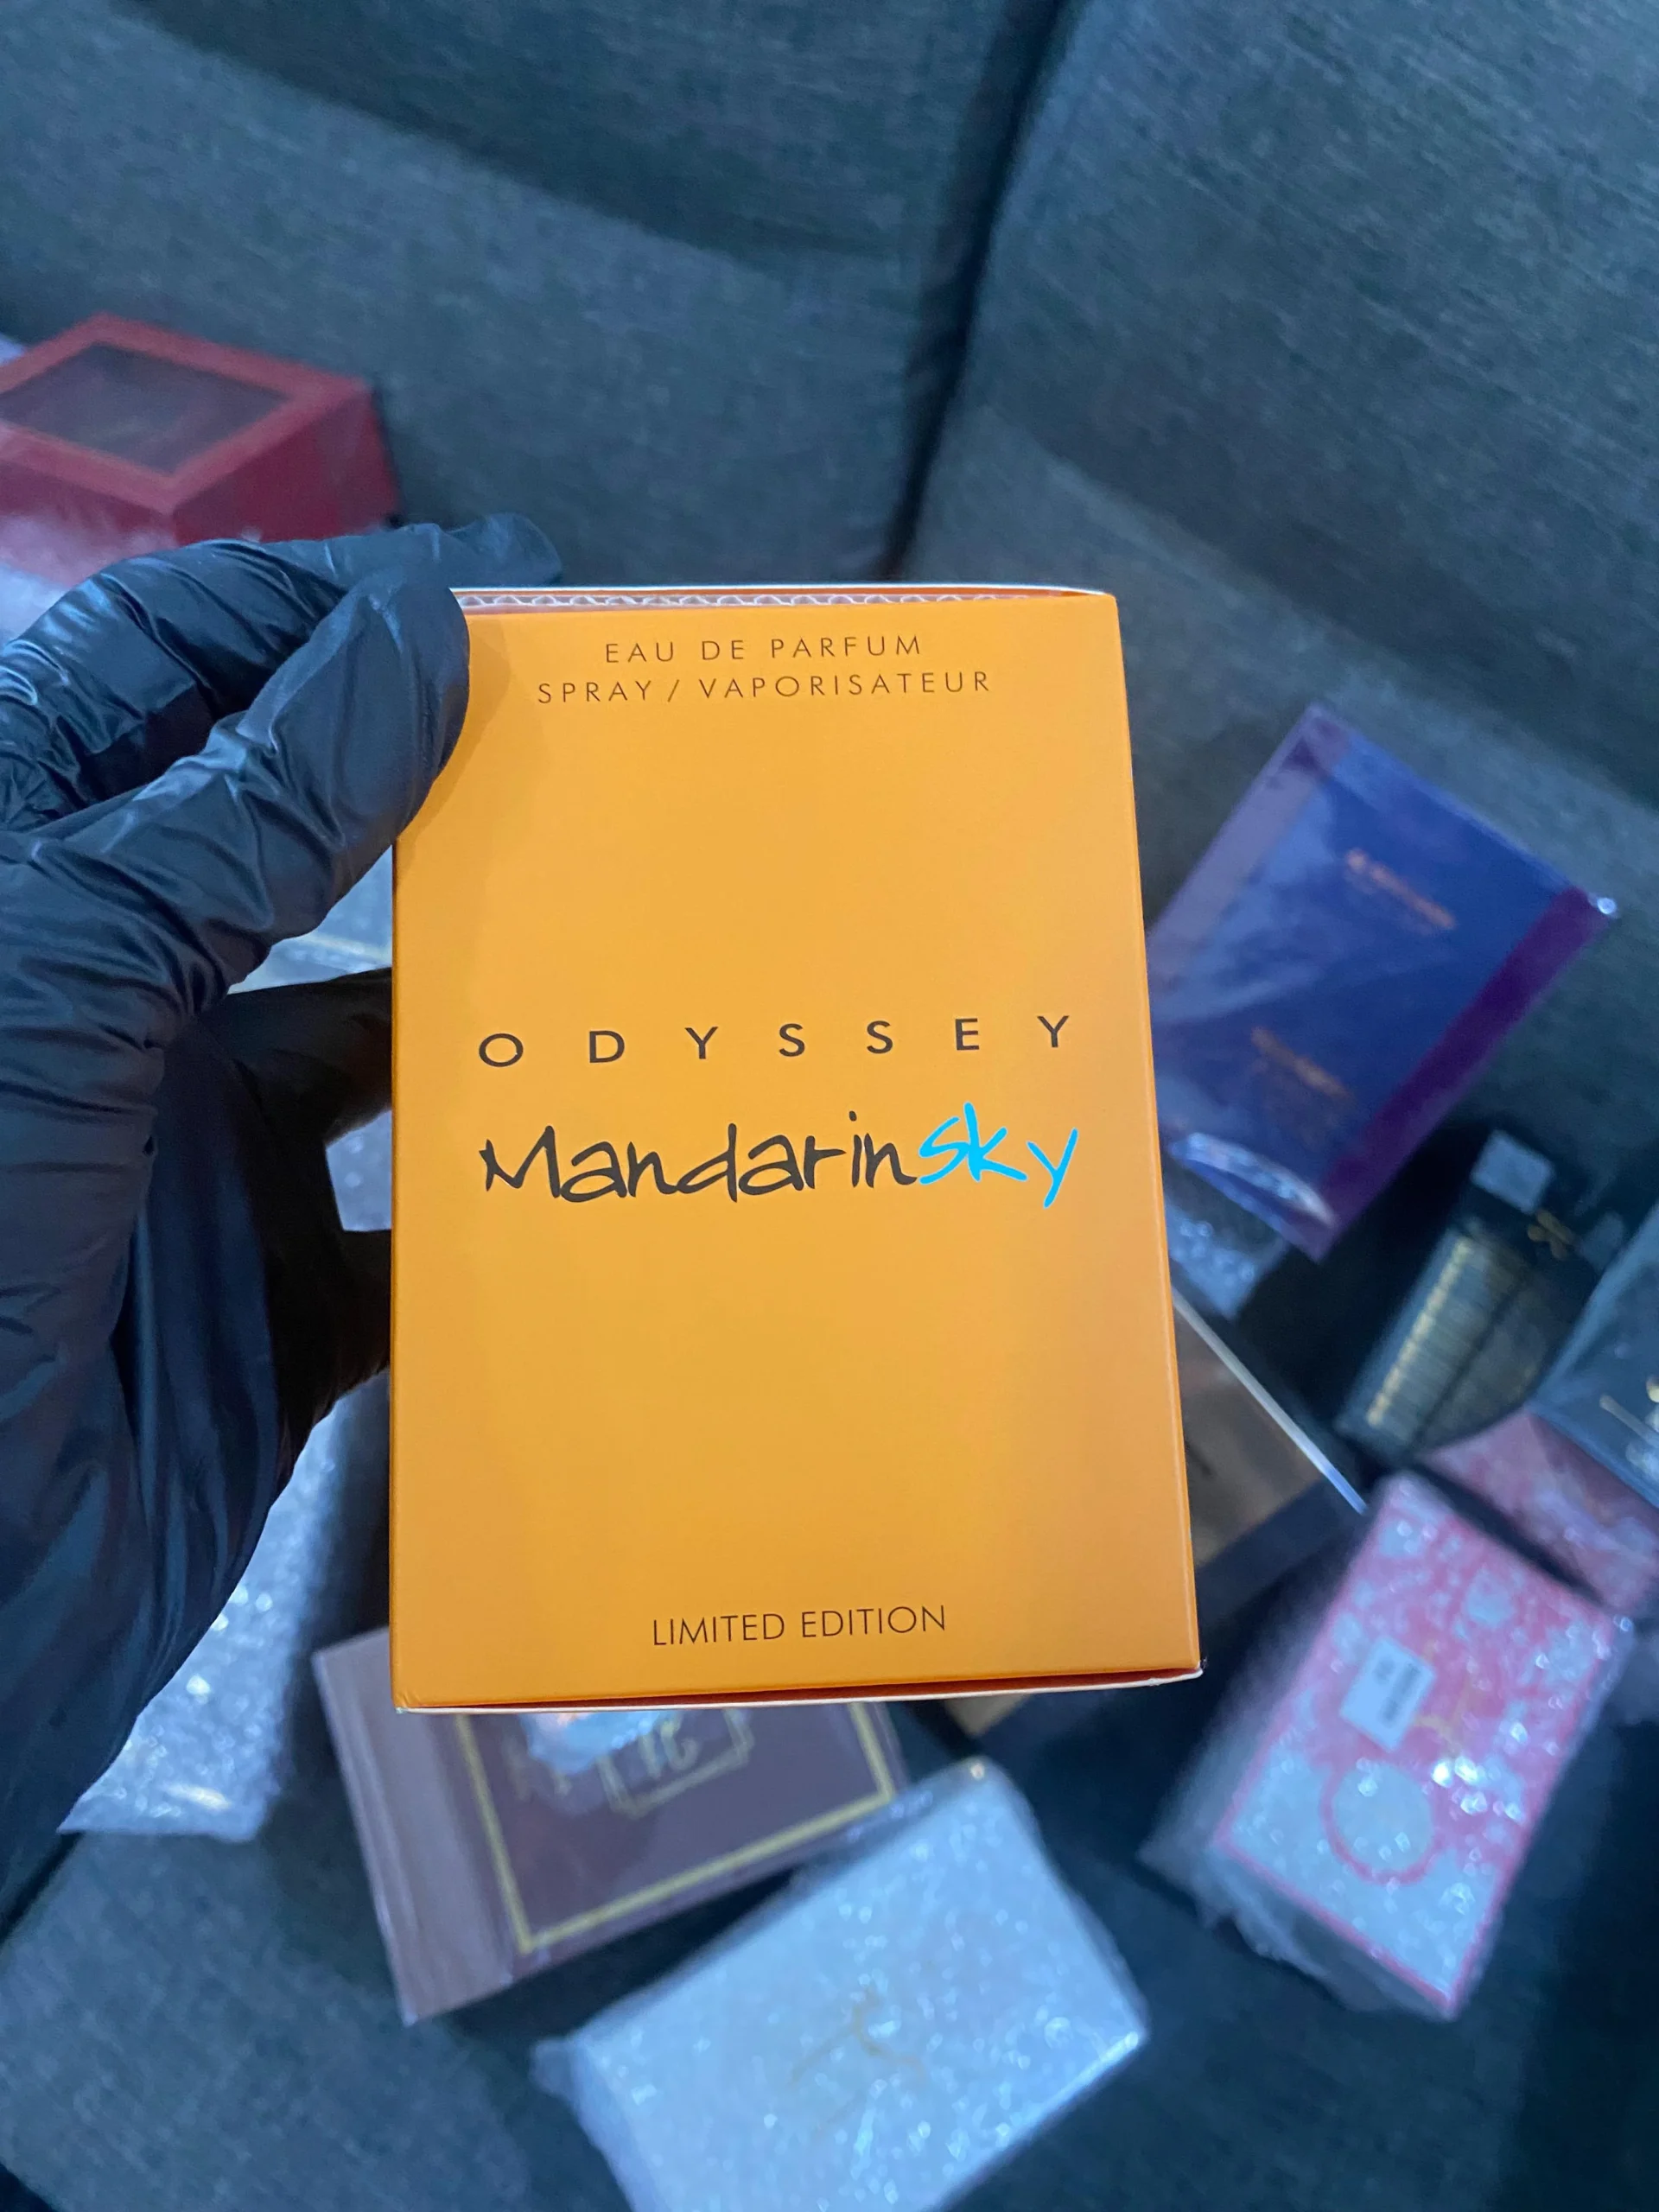 EAU DE PARFUM
SPRAY / VAPORISATEUR
ODYSSEY
Mandarinsky
LIMITED EDITION